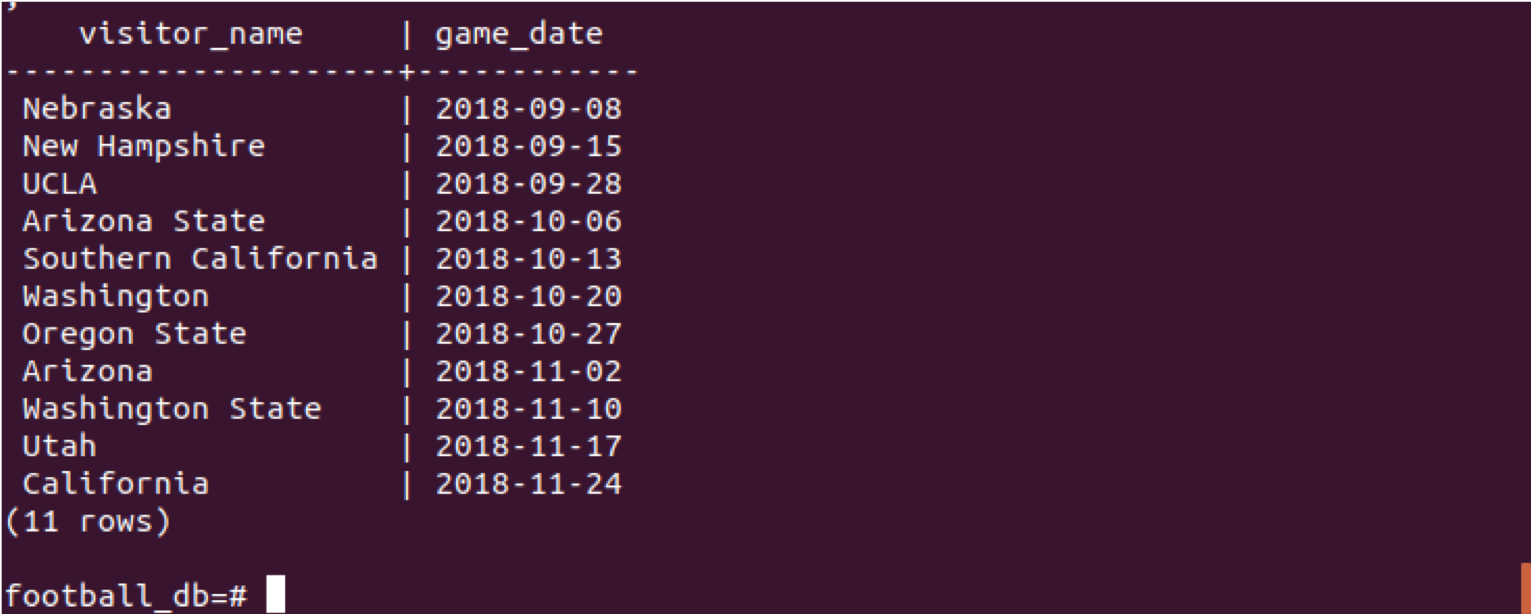 ;
visitor_name | game_date
----------------------+------------
Nebraska | 2018-09-08
New Hampshire | 2018-09-15
UCLA | 2018-09-28
Arizona State | 2018-10-06
Southern California | 2018-10-13
Washington | 2018-10-20
Oregon State | 2018-10-27
Arizona | 2018-11-02
Washington State | 2018-11-10
Utah | 2018-11-17
California | 2018-11-24
(11 rows)
football_db=#